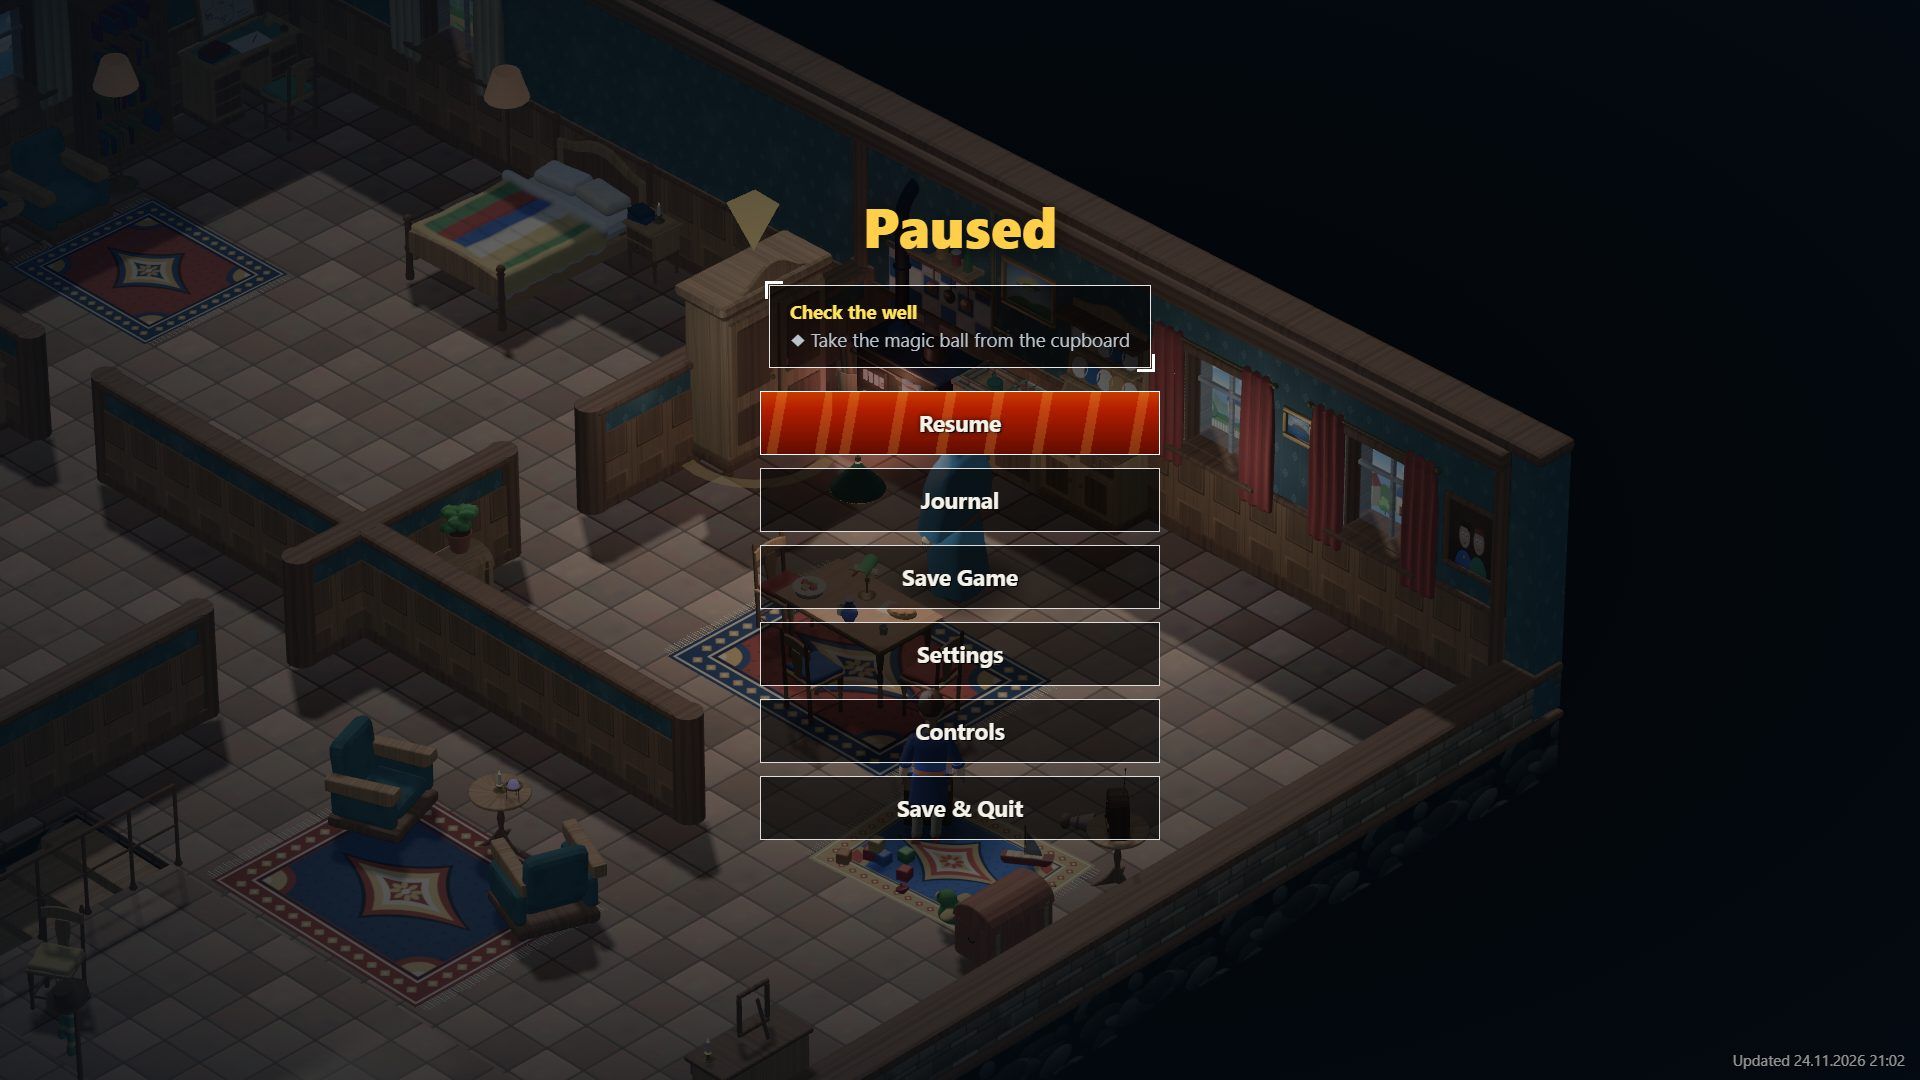 Paused
Check the well
◆ Take the magic ball from the cupboard
Resume
Journal
Save Game
Settings
Controls
Save & Quit
Updated 24.11.2026 21:02